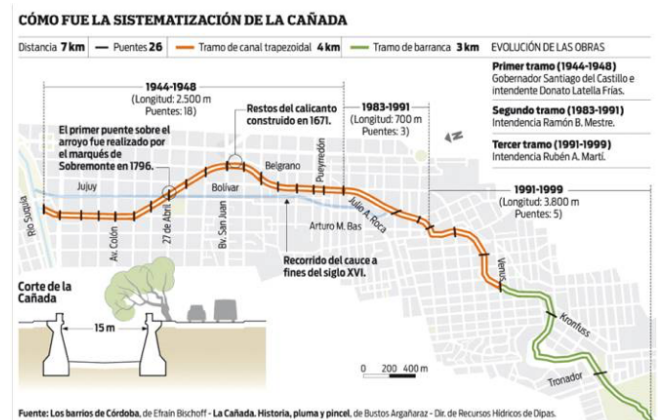 CÓMO FUE LA SISTEMATIZACIÓN DE LA CAÑADA
Distancia 7 km
Puentes 26
Tramo de canal trapezoidal 4 km
Tramo de barranca 3 km
EVOLUCIÓN DE LAS OBRAS
Primer tramo (1944-1948)
Gobernador Santiago del Castillo e
intendente Donato Latella Frías.
Segundo tramo (1983-1991)
Intendencia Ramón B. Mestre.
Tercer tramo (1991-1999)
Intendencia Rubén A. Martí.
1944-1948
(Longitud: 2.500 m
Puentes: 18)
Restos del calicanto
construido en 1671.
1983-1991
(Longitud: 700 m
Puentes: 3)
El primer puente sobre el
arroyo fue realizado por
el marqués de
Sobremonte en 1796.
1991-1999
(Longitud: 3.800 m
Puentes: 5)
Jujuy
Bolívar
Belgrano
Pueyrredón
Río Suquía
Av. Colón
27 de Abril
Bv. San Juan
Arturo M. Bas
Julio A. Roca
Recorrido del cauce a
fines del siglo XVI.
N
Venus
Kronfuss
Tronador
Corte de la
Cañada
15 m
0 200 400 m
Fuente: Los barrios de Córdoba, de Efraín Bischoff - La Cañada. Historia, pluma y pincel, de Bustos Argañaraz - Dir. de Recursos Hídricos de Dipas.